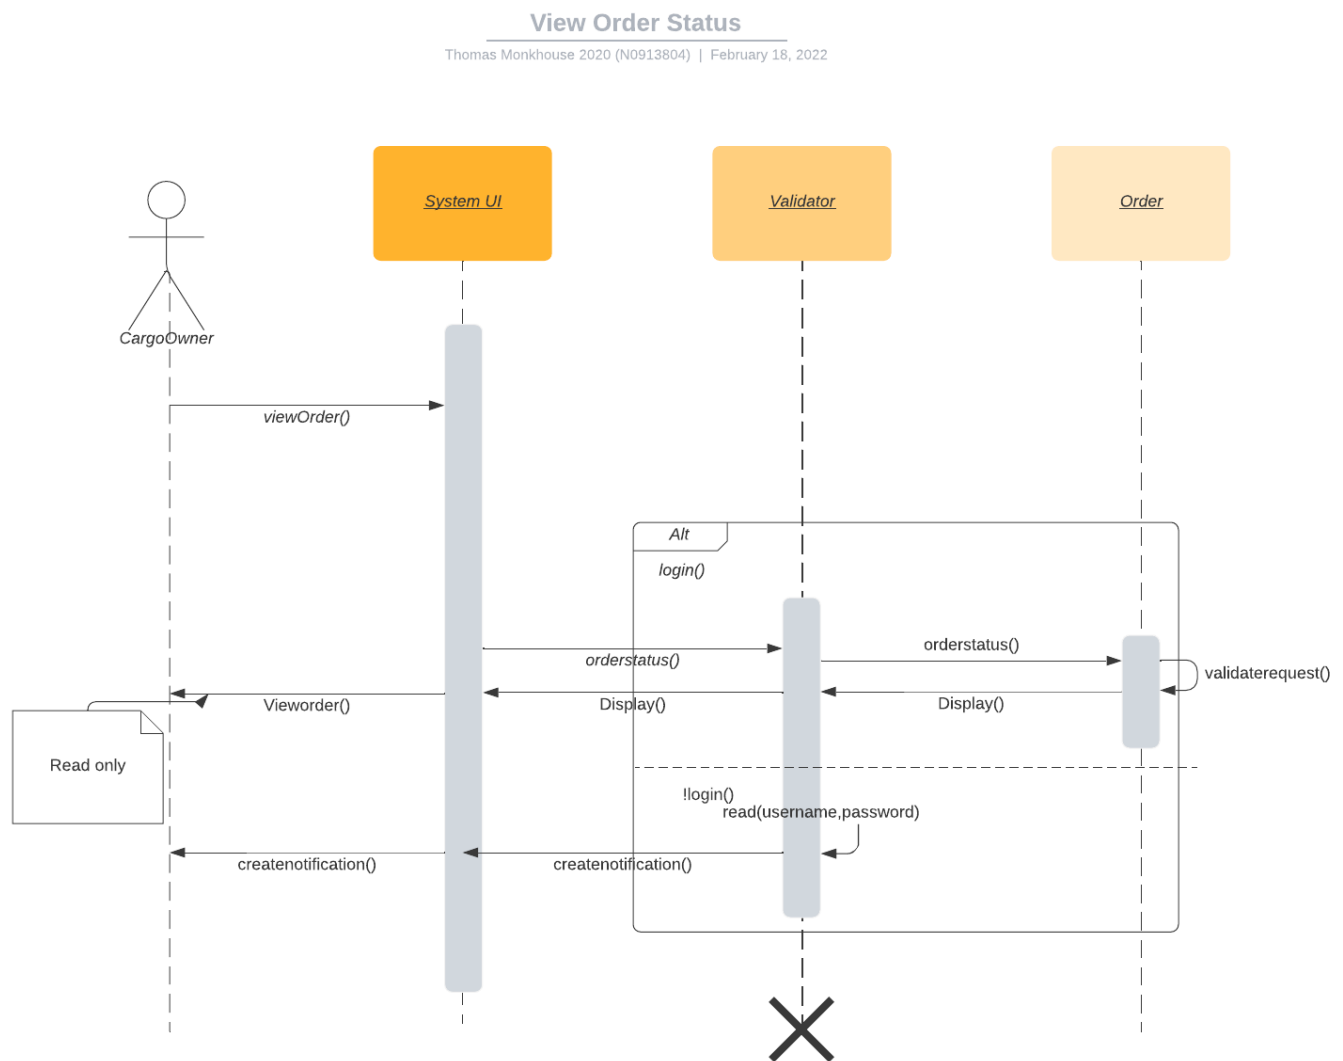 View Order Status
Thomas Monkhouse 2020 (N0913804) | February 18, 2022
System UI
Validator
Order
CargoOwner
viewOrder()
Alt
login()
orderstatus()
orderstatus()
validaterequest()
Vieworder()
Display()
Display()
Read only
!login()
read(username,password)
createnotification()
createnotification()